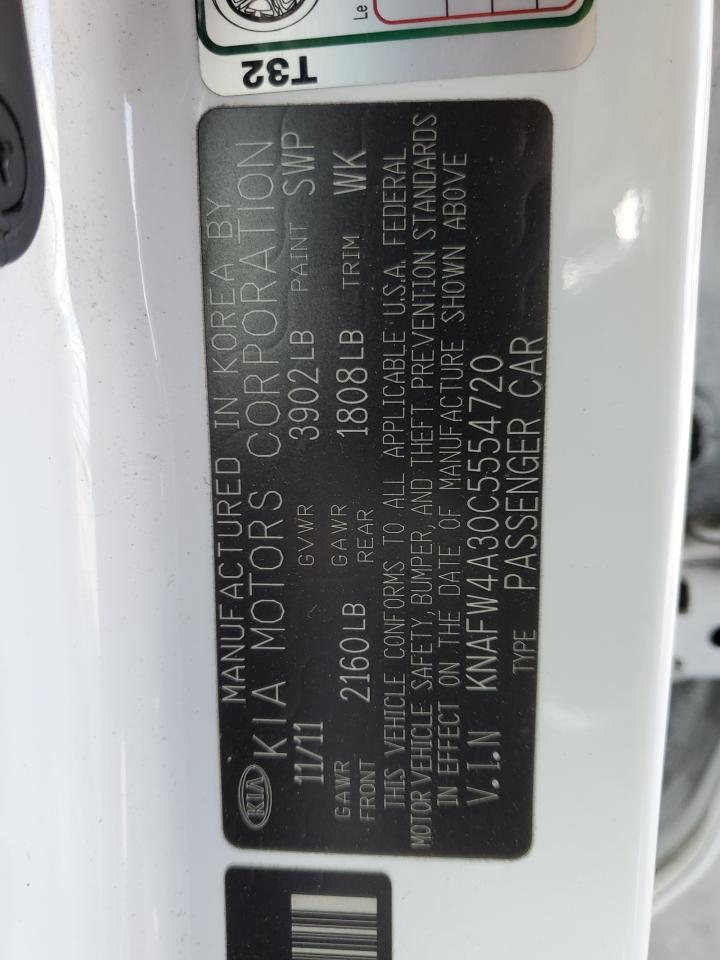 Le
T32
KIA
MANUFACTURED IN KOREA BY
KIA MOTORS CORPORATION
11/11 GVWR 3902LB PAINT SWP
GAWR FRONT 2160LB GAWR REAR 1808LB TRIM WK
THIS VEHICLE CONFORMS TO ALL APPLICABLE U.S.A. FEDERAL
MOTOR VEHICLE SAFETY, BUMPER, AND THEFT PREVENTION STANDARDS
IN EFFECT ON THE DATE OF MANUFACTURE SHOWN ABOVE
V.I.N KNAFW4A30C5554720
TYPE PASSENGER CAR